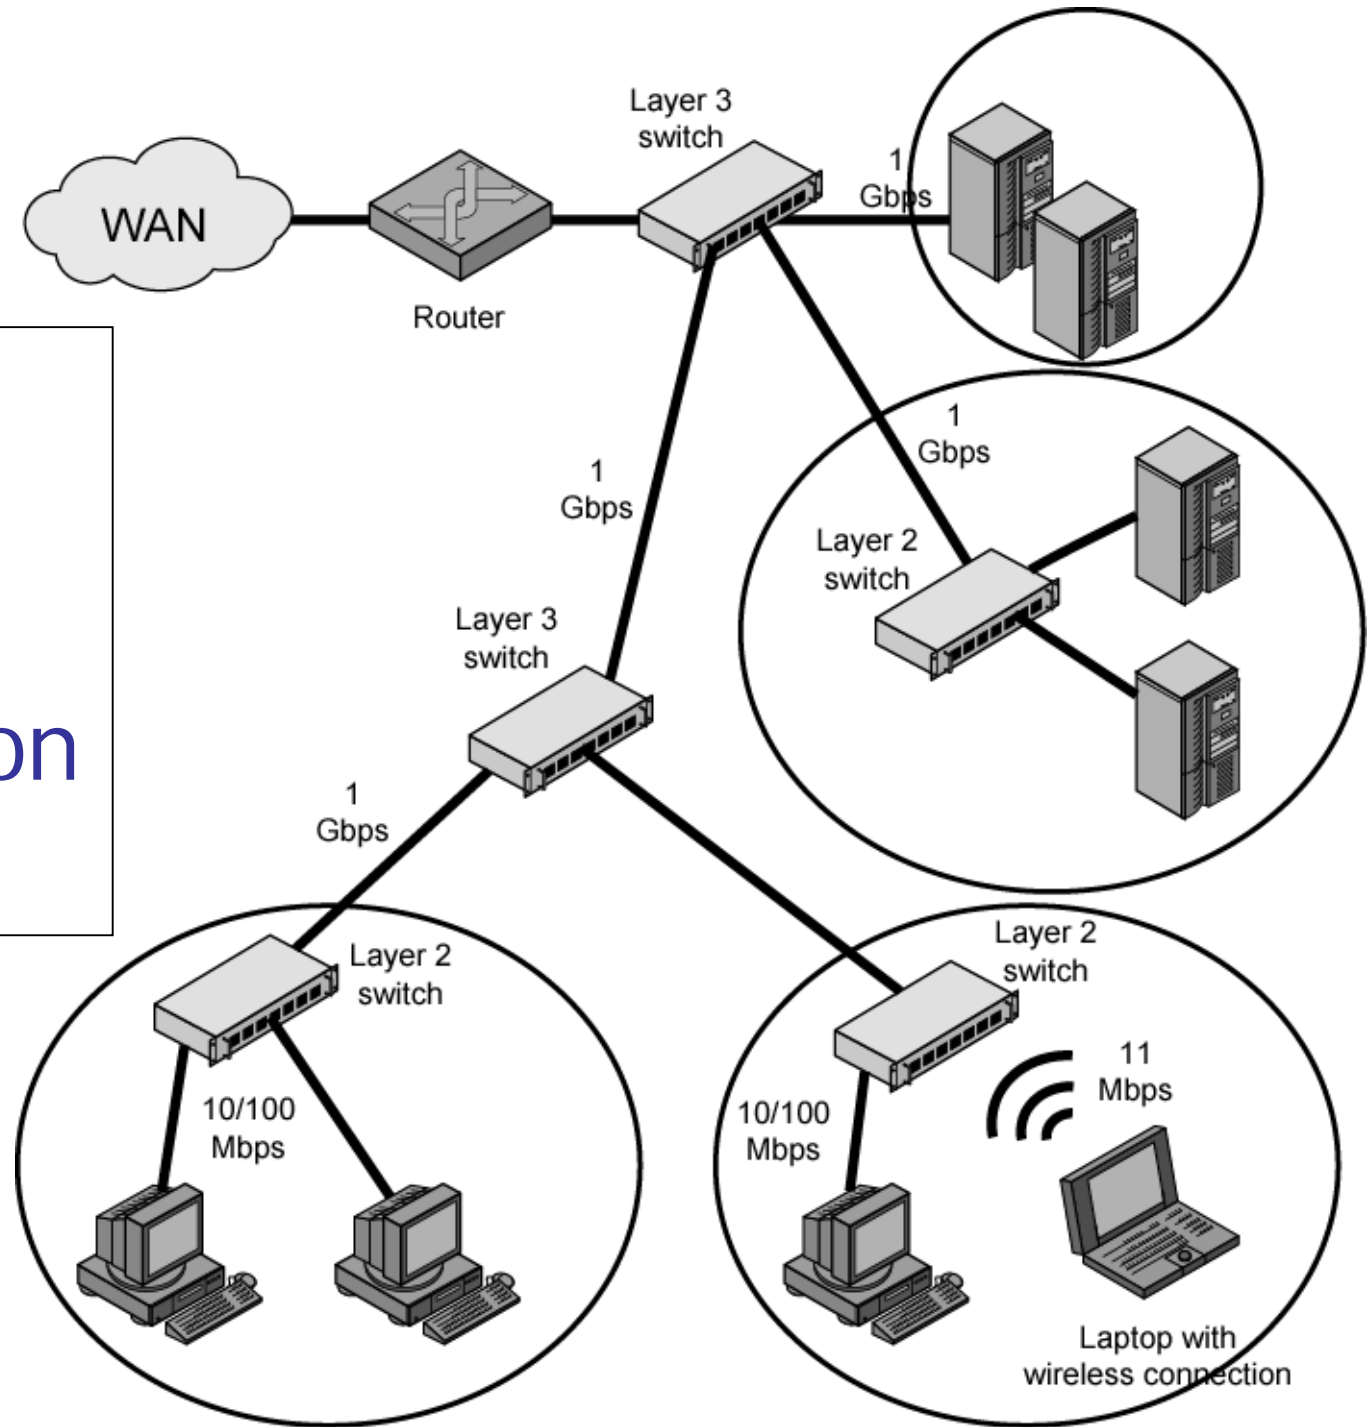 Layer 3
switch
1
Gbps
WAN
Router
1
Gbps
1
Gbps
Layer 2
switch
Layer 3
switch
on
1
Gbps
Layer 2
switch
Layer 2
switch
11
Mbps
10/100
Mbps
10/100
Mbps
Laptop with
wireless connection